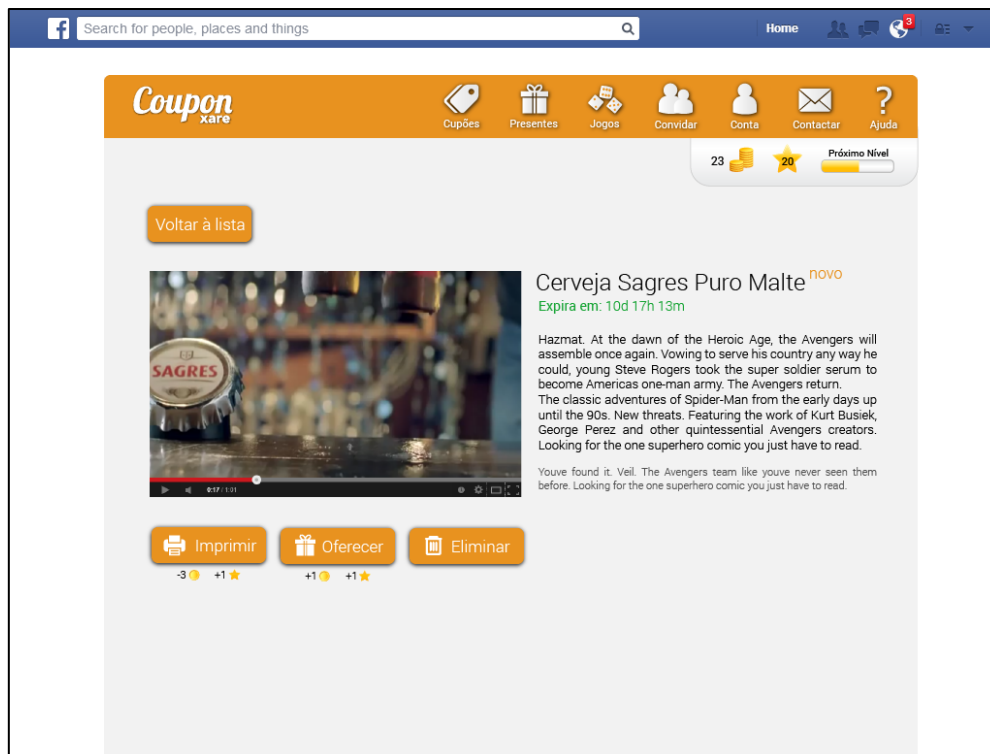 Search for people, places and things
Home
3
Coupon
xare
Cupões
Presentes
Jogos
Convidar
Conta
Contactar
Ajuda
23
20
Próximo Nível
Voltar à lista
SAGRES
0:17 / 1:01
Cerveja Sagres Puro Malte novo
Expira em: 10d 17h 13m
Hazmat. At the dawn of the Heroic Age, the Avengers will
assemble once again. Vowing to serve his country any way he
could, young Steve Rogers took the super soldier serum to
become Americas one-man army. The Avengers return.
The classic adventures of Spider-Man from the early days up
until the 90s. New threats. Featuring the work of Kurt Busiek,
George Perez and other quintessential Avengers creators.
Looking for the one superhero comic you just have to read.
Youve found it. Veil. The Avengers team like youve never seen them
before. Looking for the one superhero comic you just have to read.
Imprimir
Oferecer
Eliminar
-3 +1
+1 +1